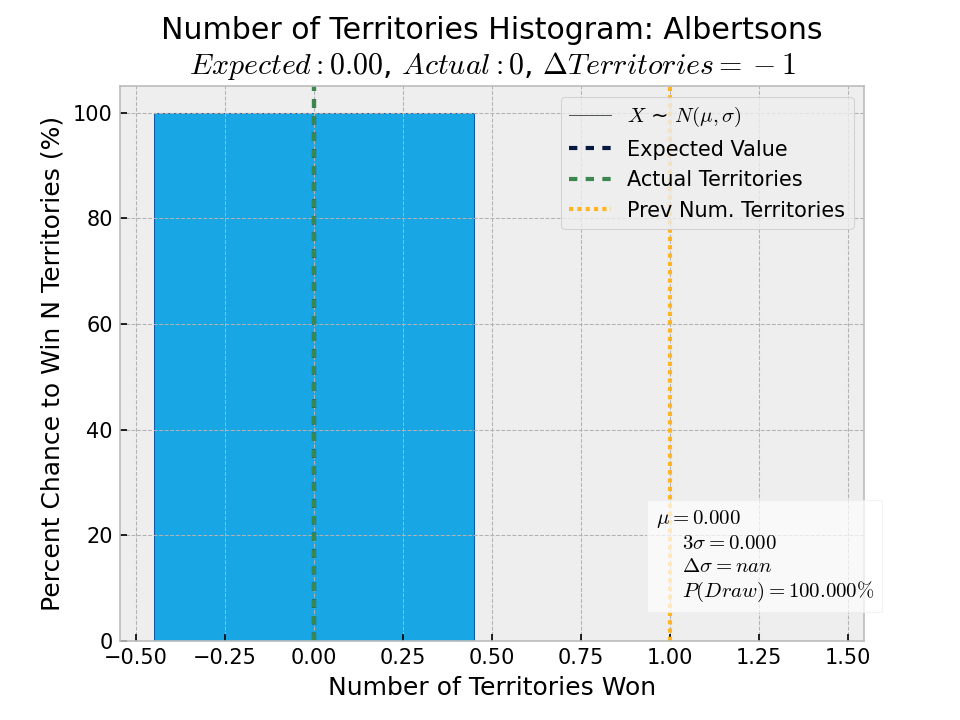 Number of Territories Histogram: Albertsons
Expected : 0.00, Actual : 0, ΔTerritories = −1
Percent Chance to Win N Territories (%)
100
80
60
40
20
0
X ~ N(μ, σ)
Expected Value
Actual Territories
Prev Num. Territories
μ = 0.000
3σ = 0.000
Δσ = nan
P(Draw) = 100.000%
−0.50 −0.25 0.00 0.25 0.50 0.75 1.00 1.25 1.50
Number of Territories Won